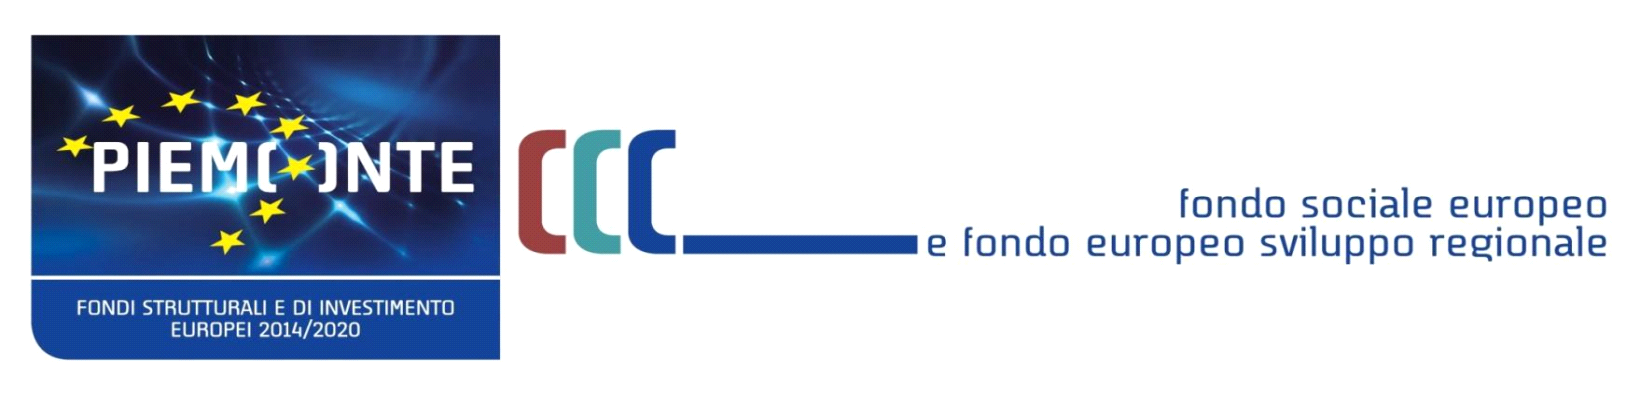 PIEMONTE
FONDI STRUTTURALI E DI INVESTIMENTO
EUROPEI 2014/2020
fondo sociale europeo
e fondo europeo sviluppo regionale